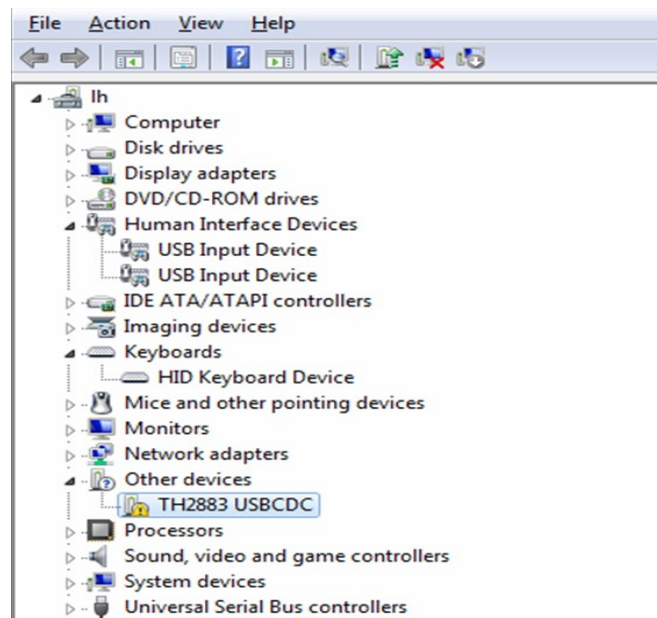 File Action View Help
lh
Computer
Disk drives
Display adapters
DVD/CD-ROM drives
Human Interface Devices
USB Input Device
USB Input Device
IDE ATA/ATAPI controllers
Imaging devices
Keyboards
HID Keyboard Device
Mice and other pointing devices
Monitors
Network adapters
Other devices
TH2883 USBCDC
Processors
Sound, video and game controllers
System devices
Universal Serial Bus controllers